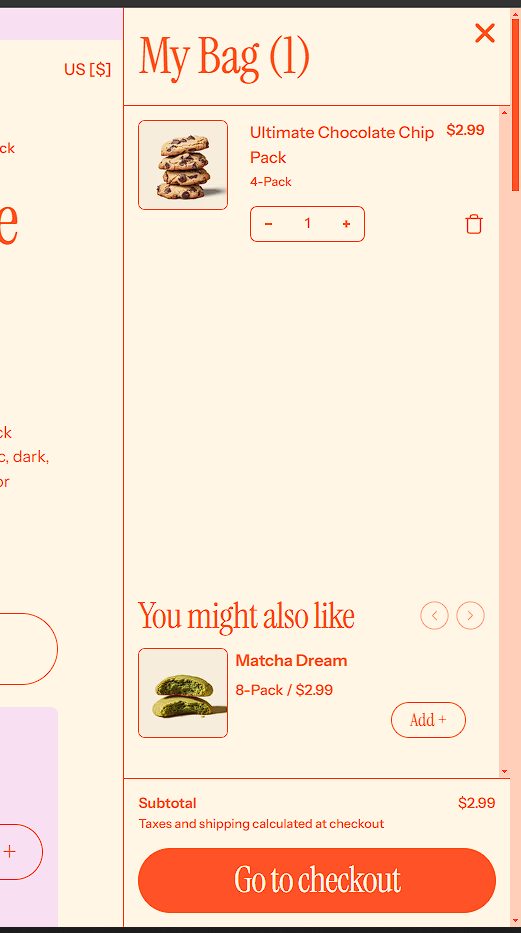 US [$]
ck
e
ck
c, dark,
or
+
My Bag (1)
Ultimate Chocolate Chip $2.99
Pack
4-Pack
- 1 +
You might also like
Matcha Dream
8-Pack / $2.99
Add +
Subtotal $2.99
Taxes and shipping calculated at checkout
Go to checkout